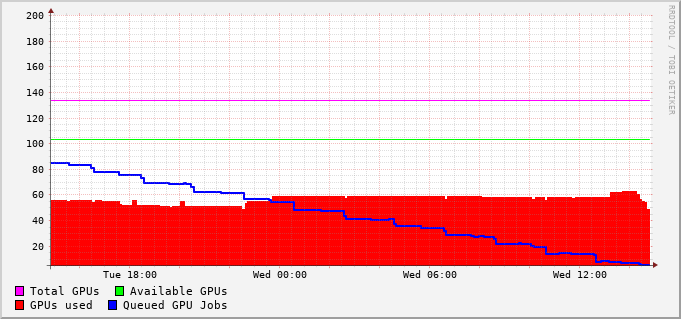 200
180
160
140
120
100
80
60
40
20
Tue 18:00 Wed 00:00 Wed 06:00 Wed 12:00
Total GPUs Available GPUs
GPUs used Queued GPU Jobs
RRDTOOL / TOBI OETIKER